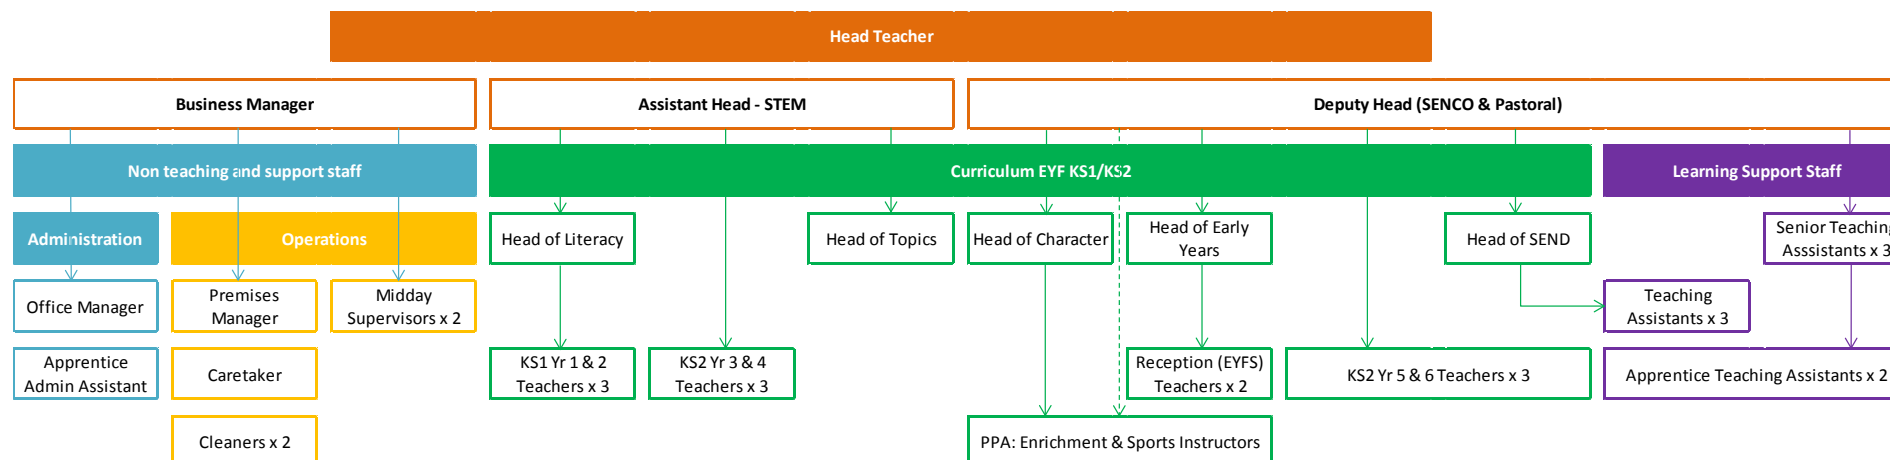 Head Teacher
Business Manager
Assistant Head - STEM
Deputy Head (SENCO & Pastoral)
Non teaching and support staff
Curriculum EYF KS1/KS2
Learning Support Staff
Administration
Operations
Head of Literacy
Head of Topics
Head of Character
Head of Early
Years
Head of SEND
Senior Teaching
Asssistants x 3
Office Manager
Premises
Manager
Midday
Supervisors x 2
Teaching
Assistants x 3
Apprentice
Admin Assistant
Caretaker
KS1 Yr 1 & 2
Teachers x 3
KS2 Yr 3 & 4
Teachers x 3
Reception (EYFS)
Teachers x 2
KS2 Yr 5 & 6 Teachers x 3
Apprentice Teaching Assistants x 2
Cleaners x 2
PPA: Enrichment & Sports Instructors